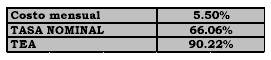 Costo mensual 5.50%
TASA NOMINAL 66.06%
TEA 90.22%